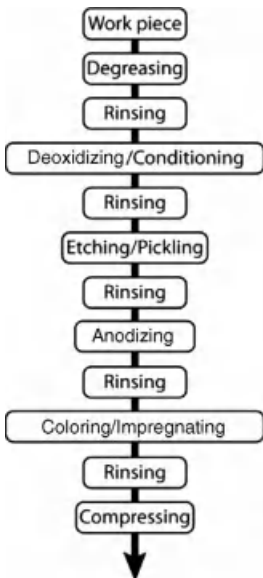 Work piece
Degreasing
Rinsing
Deoxidizing/Conditioning
Rinsing
Etching/Pickling
Rinsing
Anodizing
Rinsing
Coloring/Impregnating
Rinsing
Compressing